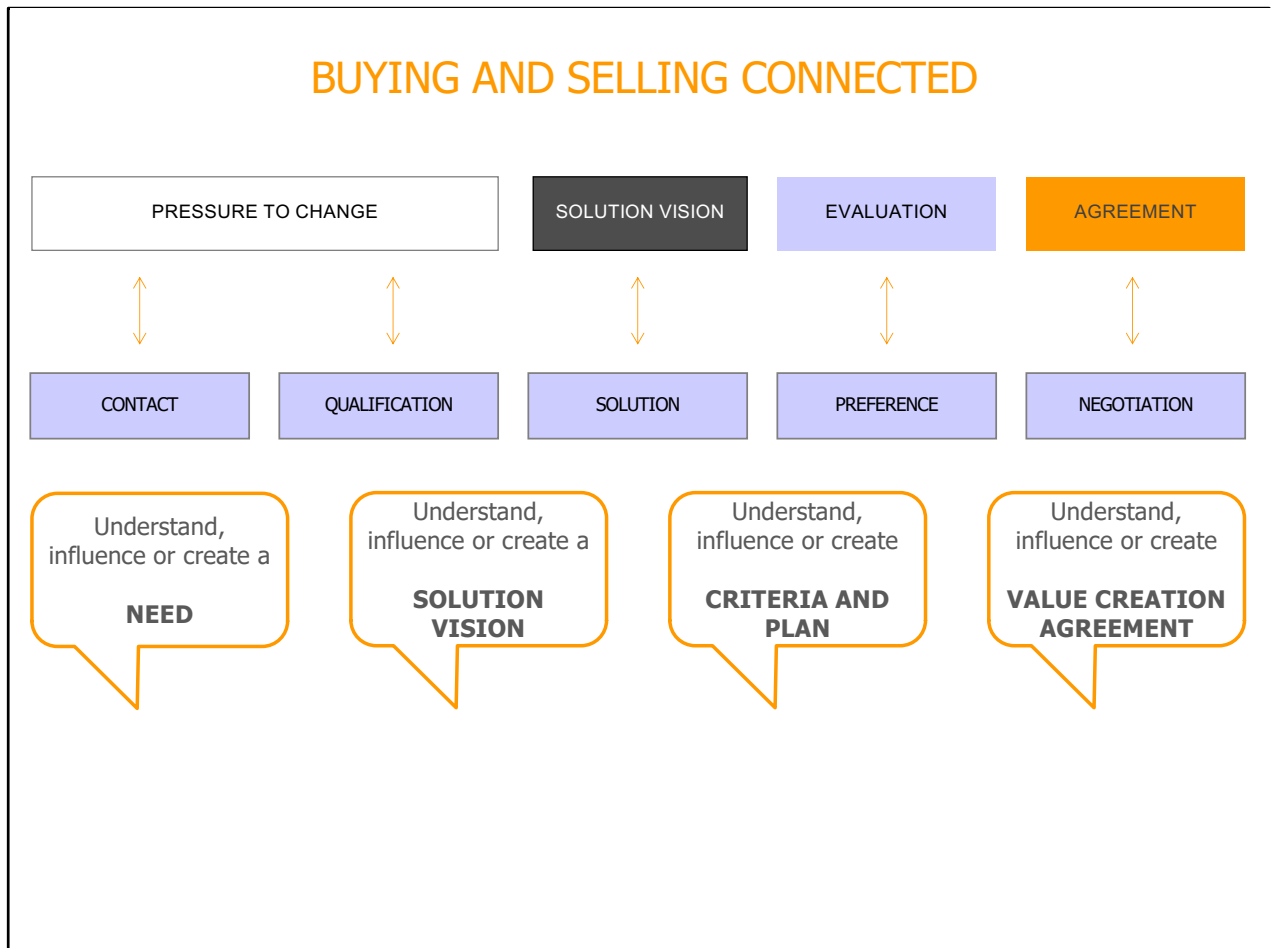 BUYING AND SELLING CONNECTED
PRESSURE TO CHANGE
SOLUTION VISION
EVALUATION
AGREEMENT
CONTACT
QUALIFICATION
SOLUTION
PREFERENCE
NEGOTIATION
Understand,
influence or create a
NEED
Understand,
influence or create a
SOLUTION
VISION
Understand,
influence or create
CRITERIA AND
PLAN
Understand,
influence or create
VALUE CREATION
AGREEMENT